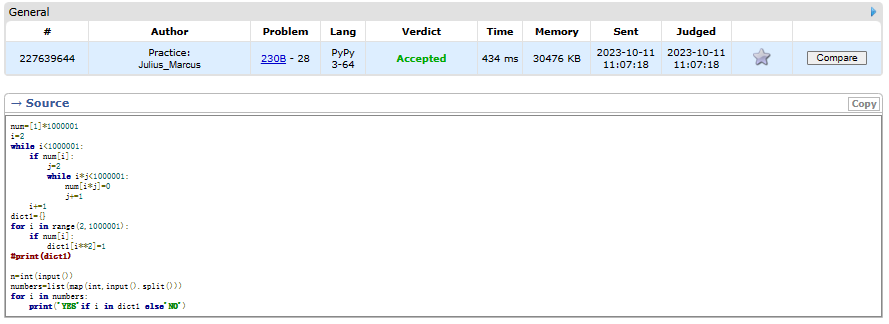 General
# Author Problem Lang Verdict Time Memory Sent Judged
227639644 Practice: Julius_Marcus 230B - 28 PyPy 3-64 Accepted 434 ms 30476 KB 2023-10-11 11:07:18 2023-10-11 11:07:18 Compare
→ Source Copy
num=[1]*1000001
i=2
while i<1000001:
    if num[i]:
        j=2
        while i*j<1000001:
            num[i*j]=0
            j+=1
    i+=1
dict1={}
for i in range(2,1000001):
    if num[i]:
        dict1[i**2]=1
#print(dict1)
n=int(input())
numbers=list(map(int,input().split()))
for i in numbers:
    print("YES"if i in dict1 else"NO")